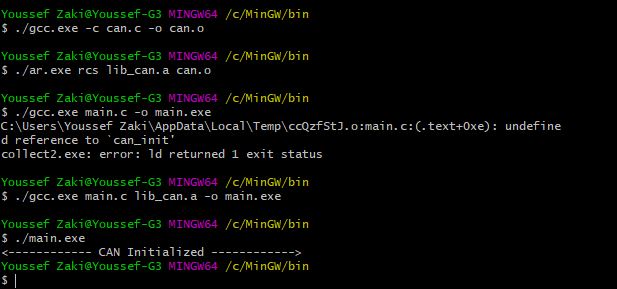 Youssef Zaki@Youssef-G3 MINGW64 /c/MinGW/bin
$ ./gcc.exe -c can.c -o can.o
Youssef Zaki@Youssef-G3 MINGW64 /c/MinGW/bin
$ ./ar.exe rcs lib_can.a can.o
Youssef Zaki@Youssef-G3 MINGW64 /c/MinGW/bin
$ ./gcc.exe main.c -o main.exe
C:\Users\Youssef Zaki\AppData\Local\Temp\ccQzfStJ.o:main.c:(.text+0xe): undefine
d reference to `can_init'
collect2.exe: error: ld returned 1 exit status
Youssef Zaki@Youssef-G3 MINGW64 /c/MinGW/bin
$ ./gcc.exe main.c lib_can.a -o main.exe
Youssef Zaki@Youssef-G3 MINGW64 /c/MinGW/bin
$ ./main.exe
<------------ CAN Initialized ------------>
Youssef Zaki@Youssef-G3 MINGW64 /c/MinGW/bin
$